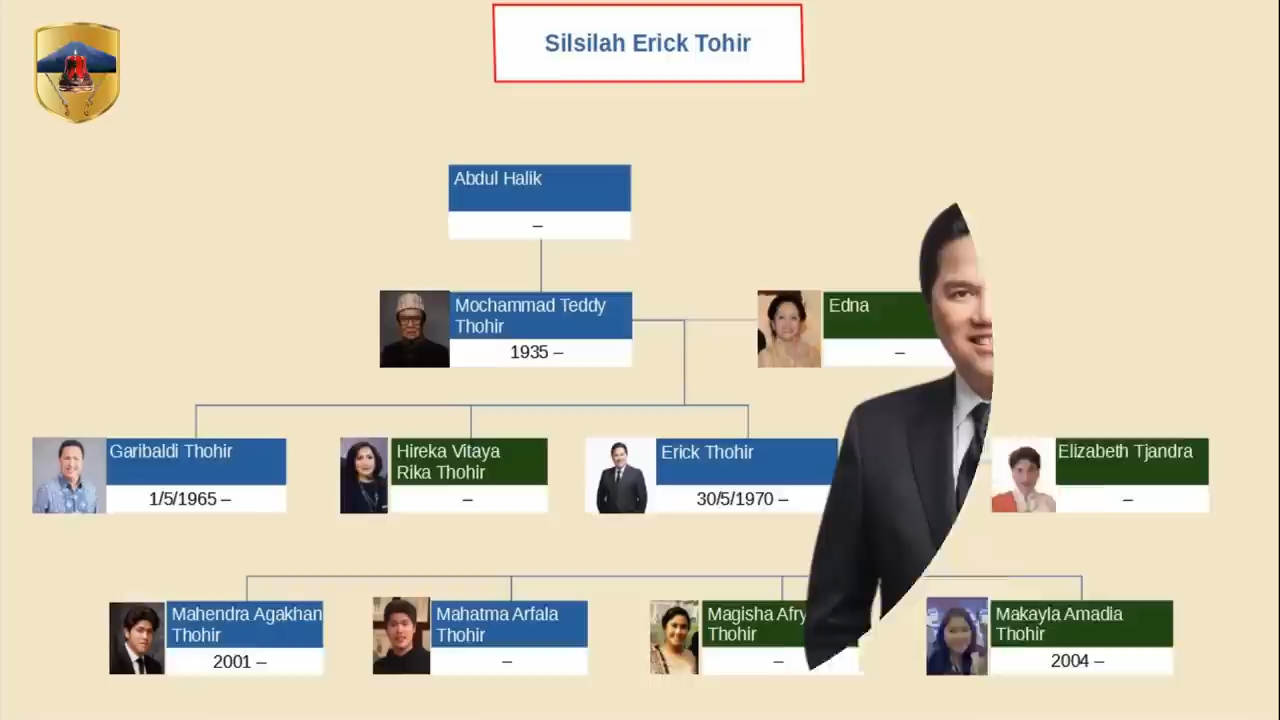 Silsilah Erick Tohir
Abdul Halik
–
Mochammad Teddy
Thohir
1935 –
Edna
–
Garibaldi Thohir
1/5/1965 –
Hireka Vitaya
Rika Thohir
–
Erick Thohir
30/5/1970 –
Elizabeth Tjandra
–
Mahendra Agakhan
Thohir
2001 –
Mahatma Arfala
Thohir
–
Magisha
Thohir
–
Makayla Amadia
Thohir
2004 –